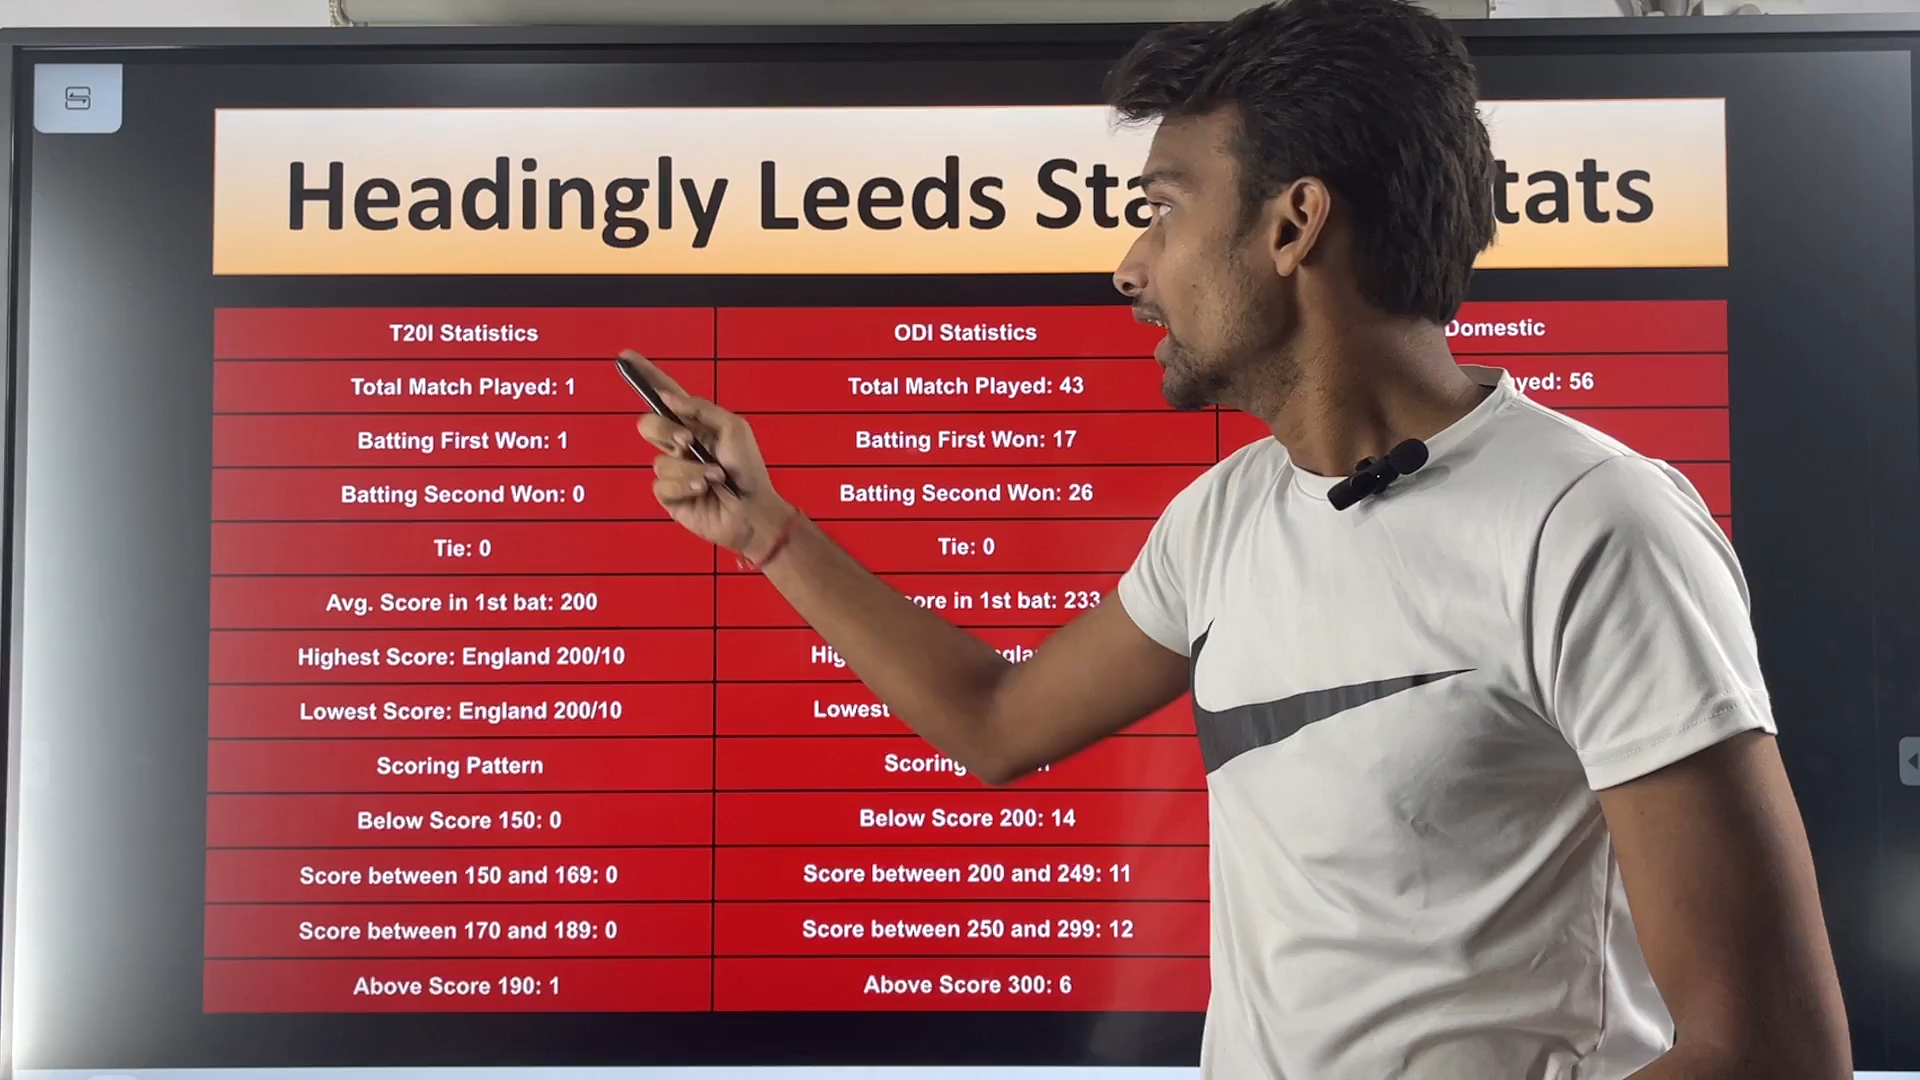 Headingly Leeds
T20I Statistics
ODI Statistics
Domestic
Total Match Played: 1
Total Match Played: 43
56
Batting First Won: 1
Batting First Won: 17
Batting Second Won: 0
Batting Second Won: 26
Tie: 0
Tie: 0
Avg. Score in 1st bat: 200
in 1st bat: 233
Highest Score: England 200/10
Lowest Score: England 200/10
Lowest
Scoring Pattern
Scoring
Below Score 150: 0
Below Score 200: 14
Score between 150 and 169: 0
Score between 200 and 249: 11
Score between 170 and 189: 0
Score between 250 and 299: 12
Above Score 190: 1
Above Score 300: 6